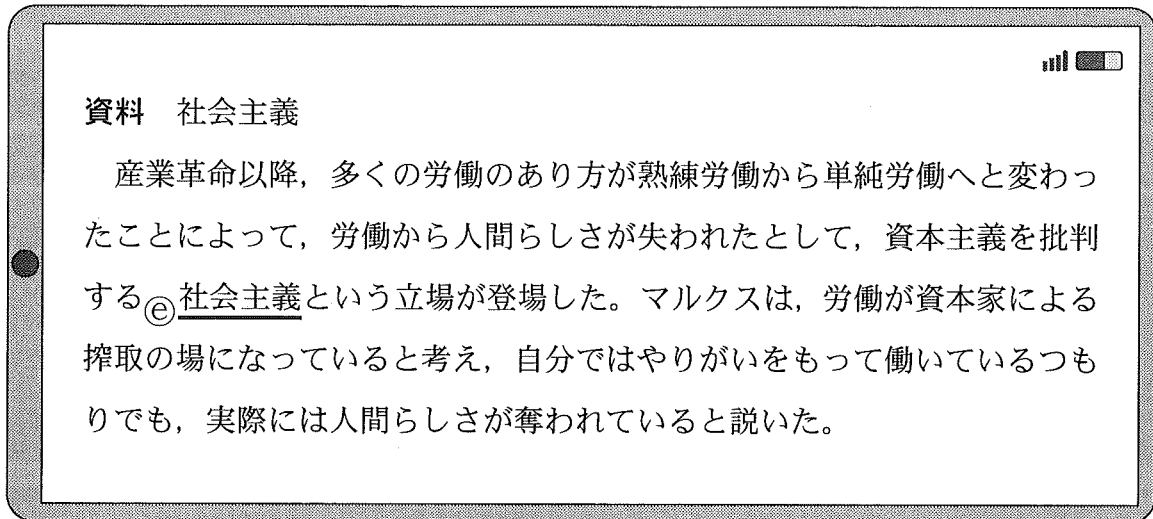 資料 社会主義
産業革命以降，多くの労働のあり方が熟練労働から単純労働へと変わっ
たことによって，労働から人間らしさが失われたとして，資本主義を批判
するⓔ社会主義という立場が登場した。マルクスは，労働が資本家による
搾取の場になっていると考え，自分ではやりがいをもって働いているつも
りでも，実際には人間らしさが奪われていると説いた。